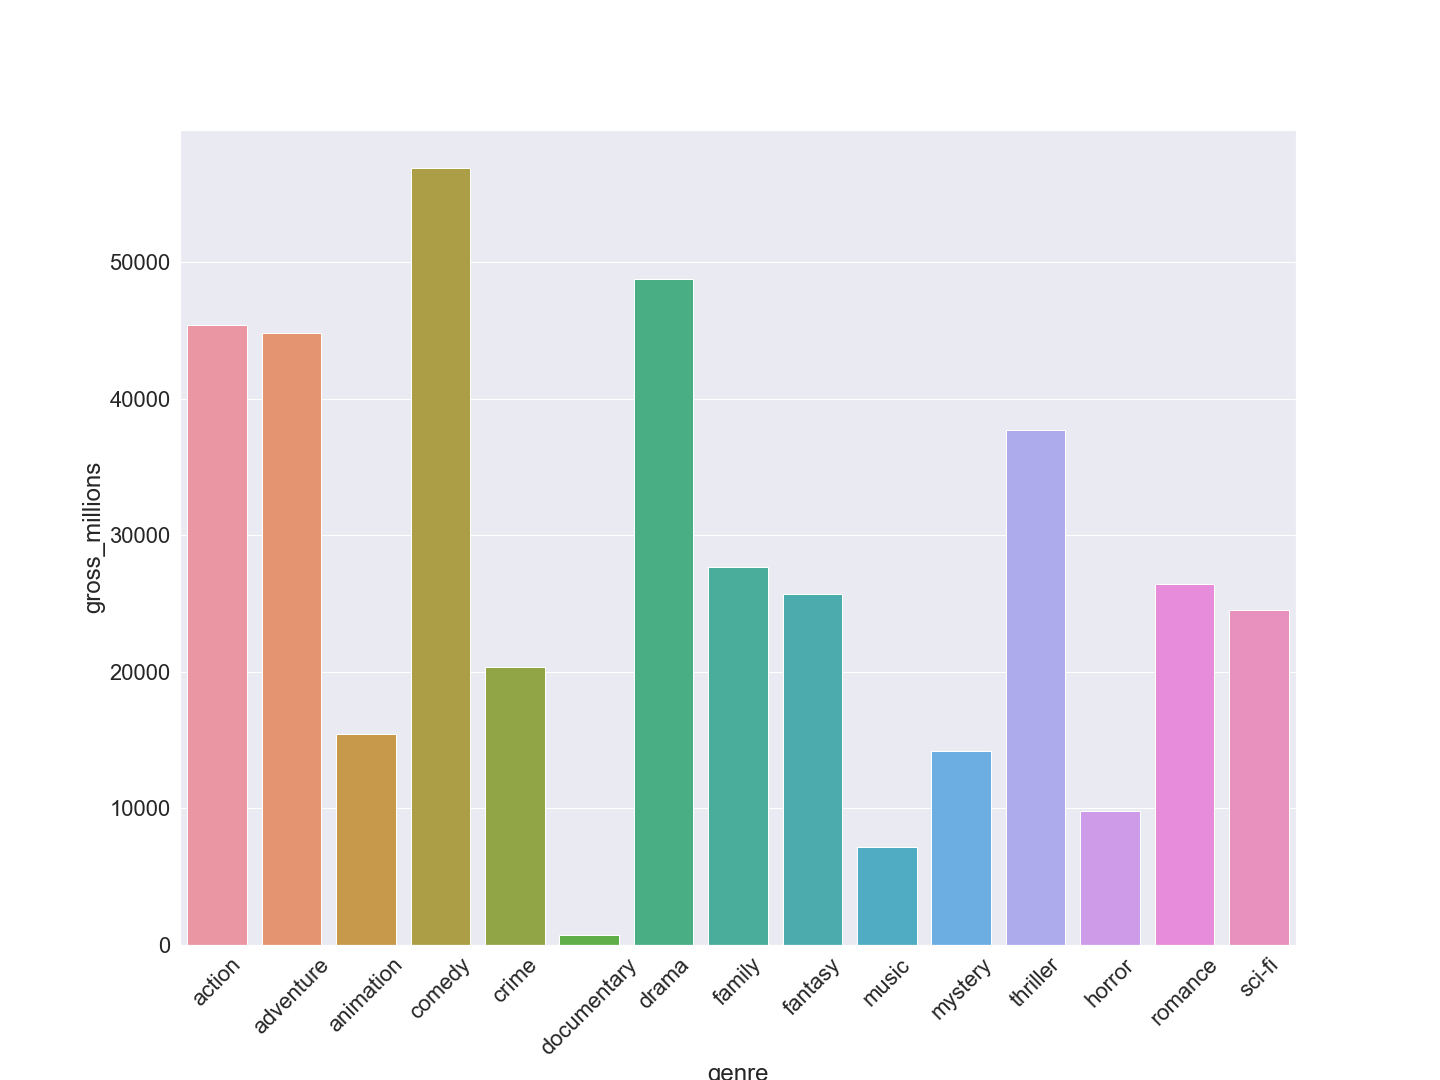 50000
40000
30000
20000
10000
0
gross_millions
action
adventure
animation
comedy
crime
documentary
drama
family
fantasy
music
mystery
thriller
horror
romance
sci-fi
genre